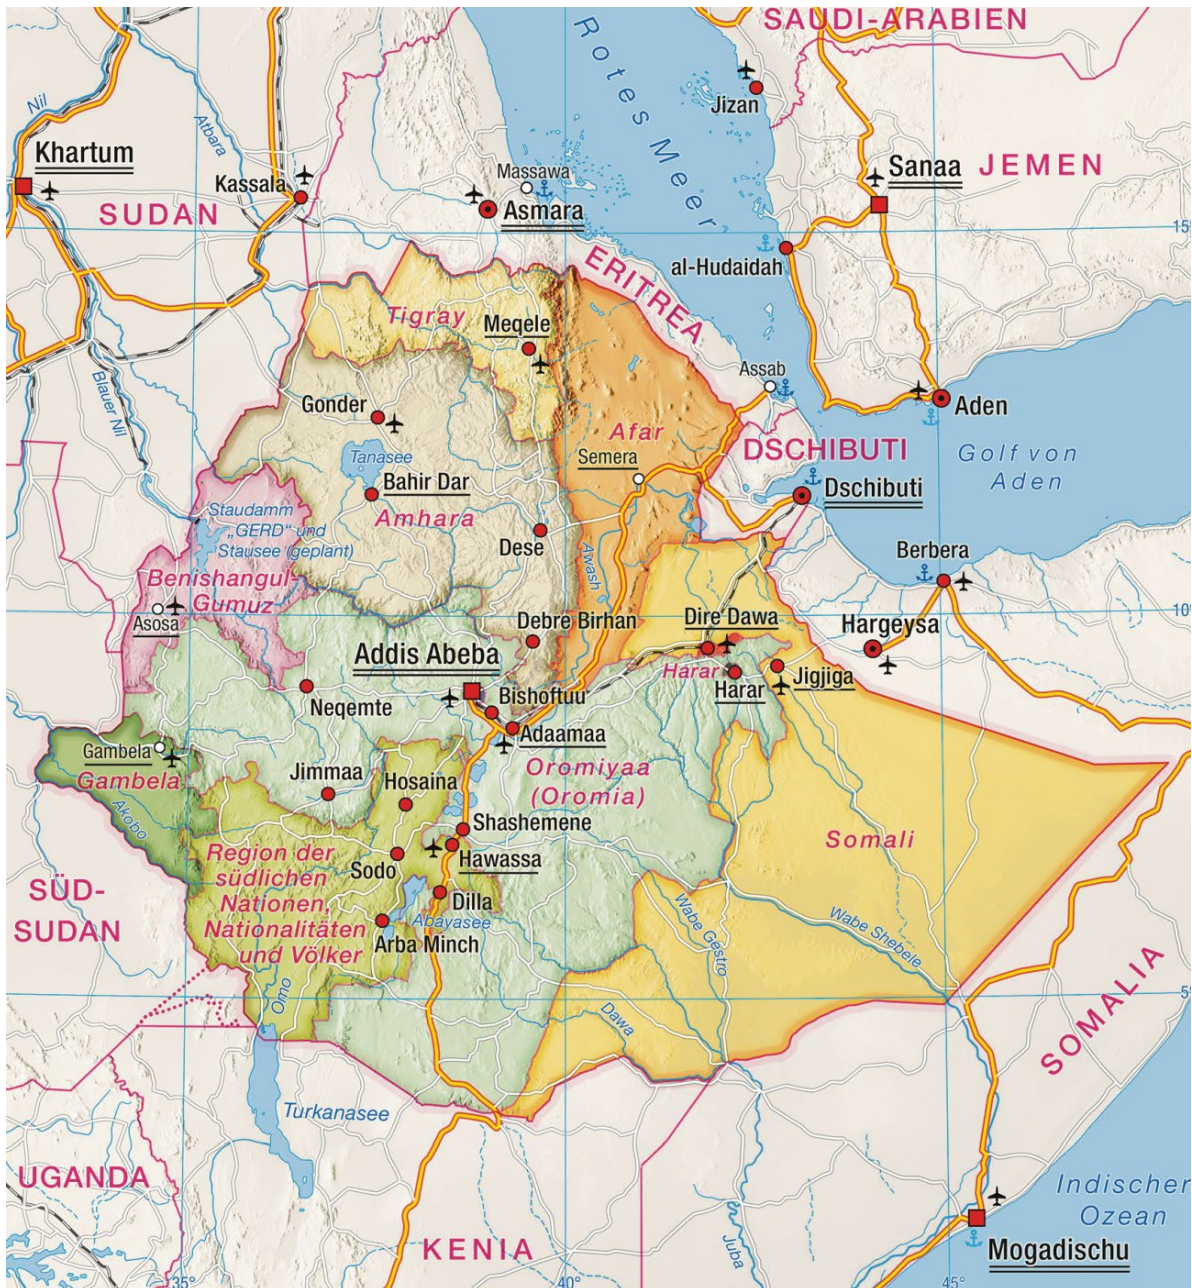 SAUDI-ARABIEN
Rotes Meer
Jizan
Nil
Atbara
Khartum
Kassala
SUDAN
Massawa
Asmara
Sanaa
JEMEN
15°
al-Hudaidah
ERITREA
Tigray
Meqele
Assab
Aden
Blauer Nil
Gonder
Afar
Semera
DSCHIBUTI
Golf von
Aden
Tanasee
Bahir Dar
Amhara
Dschibuti
Staudamm
„GERD“ und
Stausee (geplant)
Dese
Awash
Berbera
Benishangul-
Gumuz
Asosa
10°
Debre Birhan
Dire Dawa
Hargeysa
Addis Abeba
Harar
Harar
Jigjiga
Neqemte
Bishoftuu
Adaamaa
Gambela
Gambela
Jimmaa
Hosaina
Oromiyaa
(Oromia)
Akobo
Shashemene
Somali
Region der
südlichen
Nationen,
Nationalitäten
und Völker
Sodo
Hawassa
SÜD-
SUDAN
Dilla
Abayasee
Arba Minch
Wabe Gestro
Wabe Shebele
Omo
5°
Dawa
SOMALIA
Turkanasee
UGANDA
Indischer
Ozean
KENIA
Juba
Mogadischu
35°
40°
45°